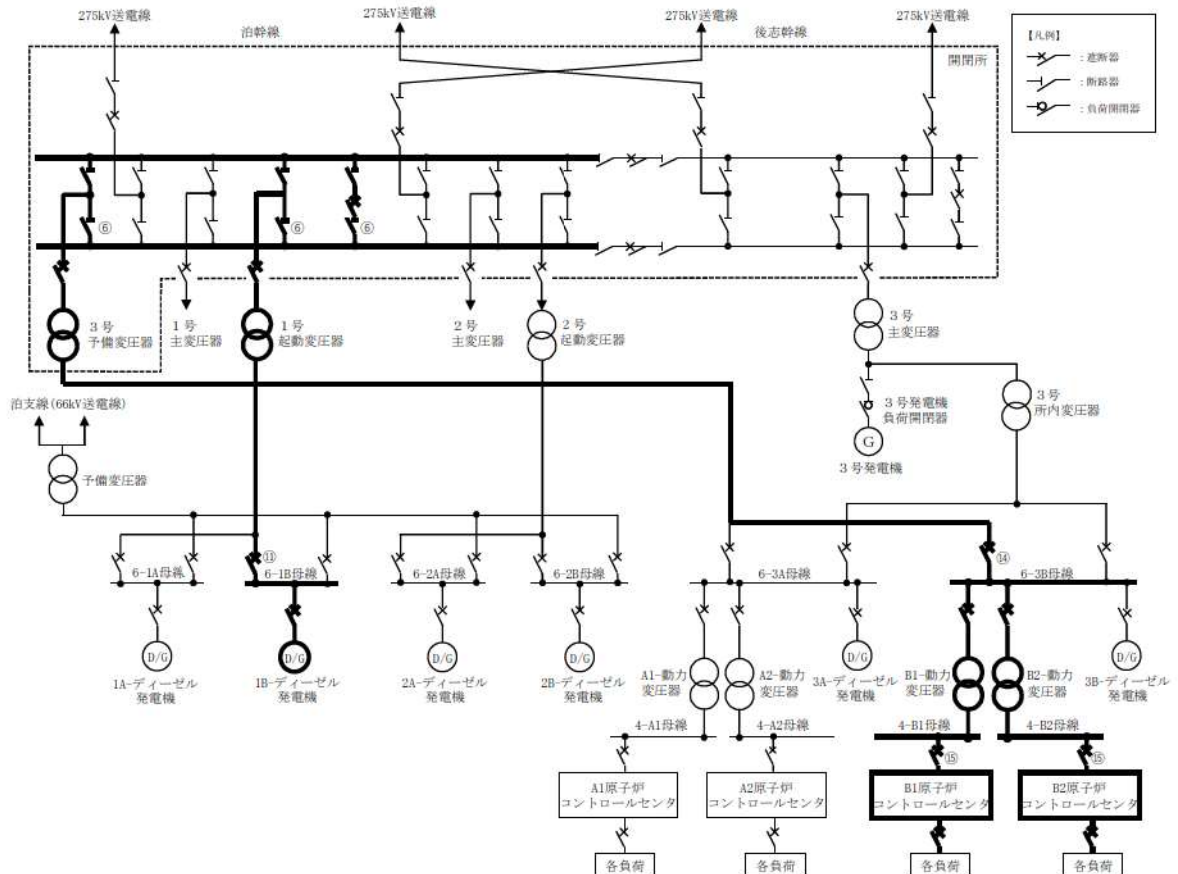 275kV送電線
275kV送電線
275kV送電線
275kV送電線
泊幹線
後志幹線
【凡例】
:遮断器
:断路器
:負荷開閉器
開閉所
⑥
⑥
⑥
3号
予備変圧器
1号
主変圧器
1号
起動変圧器
2号
主変圧器
2号
起動変圧器
3号
主変圧器
泊支線(66kV送電線)
予備変圧器
3号発電機
負荷開閉器
G
3号発電機
3号
所内変圧器
⑪
⑭
6-1A母線
6-1B母線
6-2A母線
6-2B母線
6-3A母線
6-3B母線
D/G
D/G
D/G
D/G
D/G
D/G
1A-ディーゼル
発電機
1B-ディーゼル
発電機
2A-ディーゼル
発電機
2B-ディーゼル
発電機
A1-動力
変圧器
A2-動力
変圧器
3A-ディーゼル
発電機
B1-動力
変圧器
B2-動力
変圧器
3B-ディーゼル
発電機
4-A1母線
4-A2母線
4-B1母線
4-B2母線
⑮
⑮
A1原子炉
コントロールセンタ
A2原子炉
コントロールセンタ
B1原子炉
コントロールセンタ
B2原子炉
コントロールセンタ
各負荷
各負荷
各負荷
各負荷